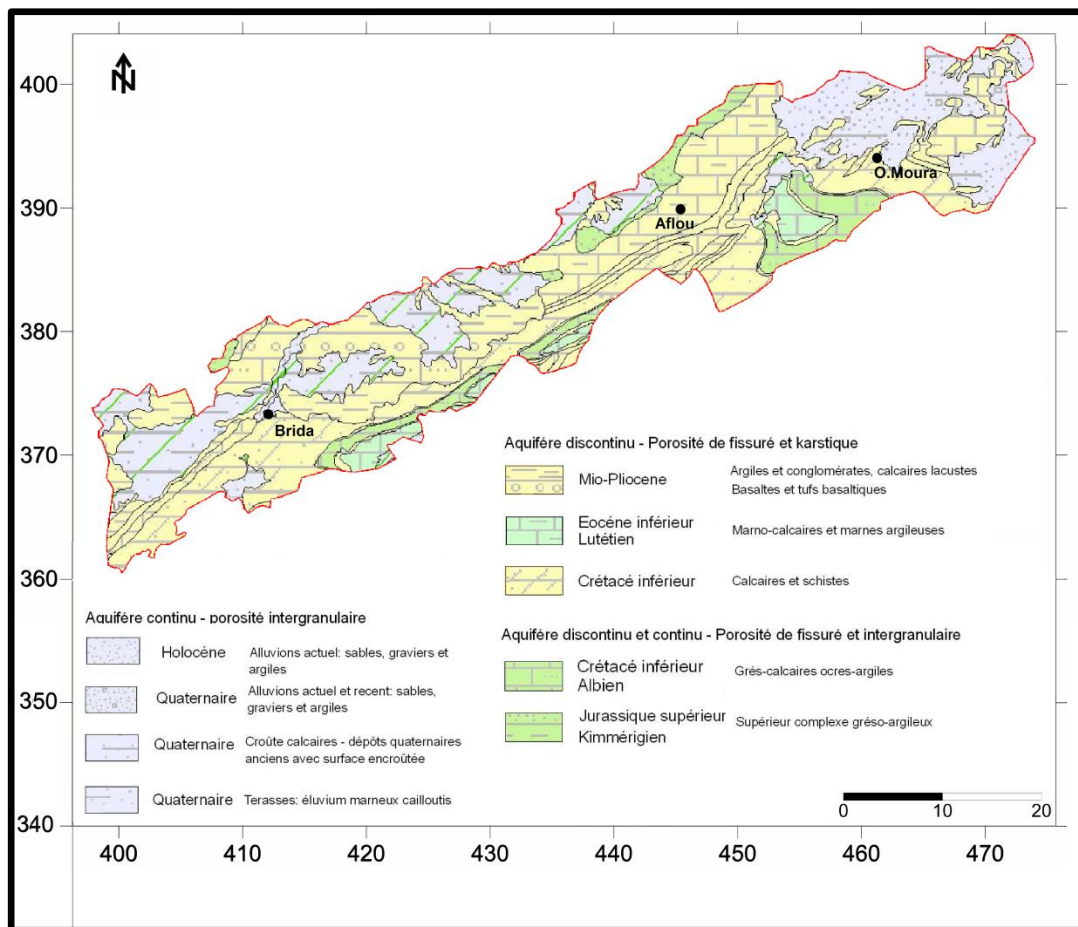 N
400
390
380
370
360
350
340
400
410
420
430
440
450
460
470
O.Moura
Aflou
Brida
Aquifére discontinu - Porosité de fissuré et karstique
Mio-Pliocene
Argiles et conglomérats, calcaires lacustes
Basaltes et tufs basaltiques
Eocéne inférieur
Lutétien
Marno-calcaires et marnes argileuses
Crétacé inférieur
Calcaires et schistes
Aquifére continu - porosité intergranulaire
Holocène
Alluvions actuel: sables, graviers et
argiles
Quaternaire
Alluvions actuel et recent: sables,
graviers et argiles
Quaternaire
Croûte calcaires - dépôts quaternaires
anciens avec surface encroûtée
Quaternaire
Terasses: éluvium marneux cailloutis
Aquifére discontinu et continu - Porosité de fissuré et intergranulaire
Crétacé inférieur
Albien
Grès-calcaires ocres-argiles
Jurassique supérieur
Kimmérigien
Supérieur complexe gréso-argileux
0 10 20